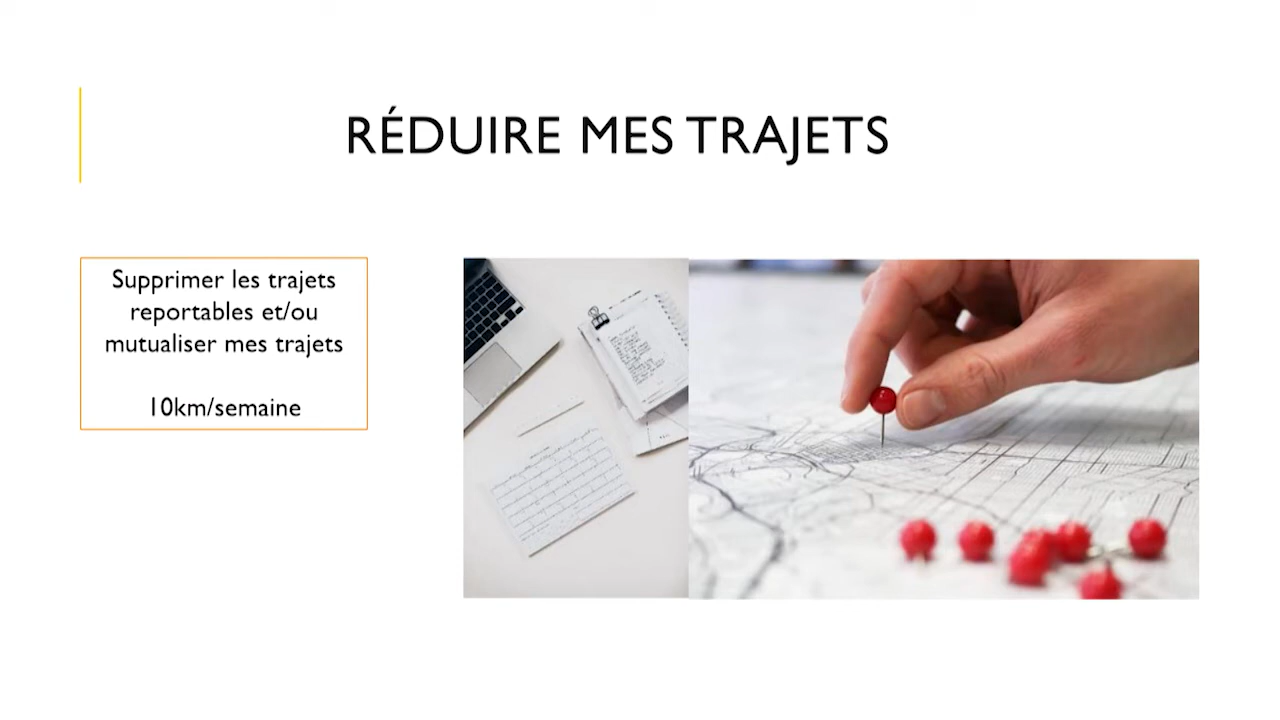 RÉDUIRE MES TRAJETS
Supprimer les trajets
reportables et/ou
mutualiser mes trajets
10km/semaine